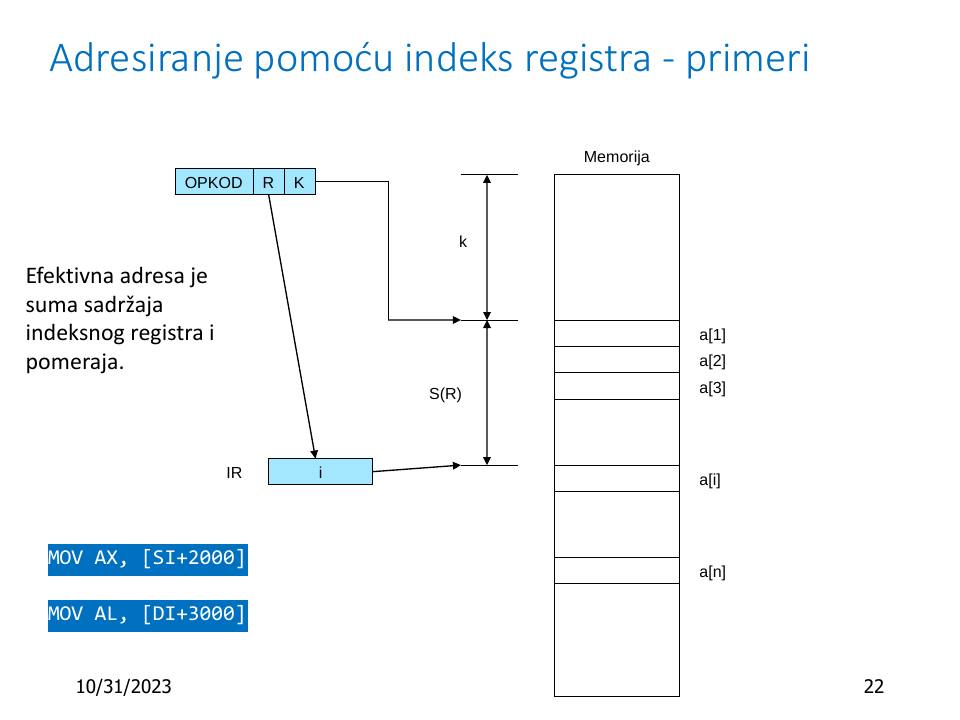 Adresiranje pomoću indeks registra - primeri
Memorija
OPKOD R K
k
Efektivna adresa je
suma sadržaja
indeksnog registra i
pomeraja.
a[1]
a[2]
a[3]
S(R)
IR i
a[i]
MOV AX, [SI+2000]
a[n]
MOV AL, [DI+3000]
10/31/2023
22